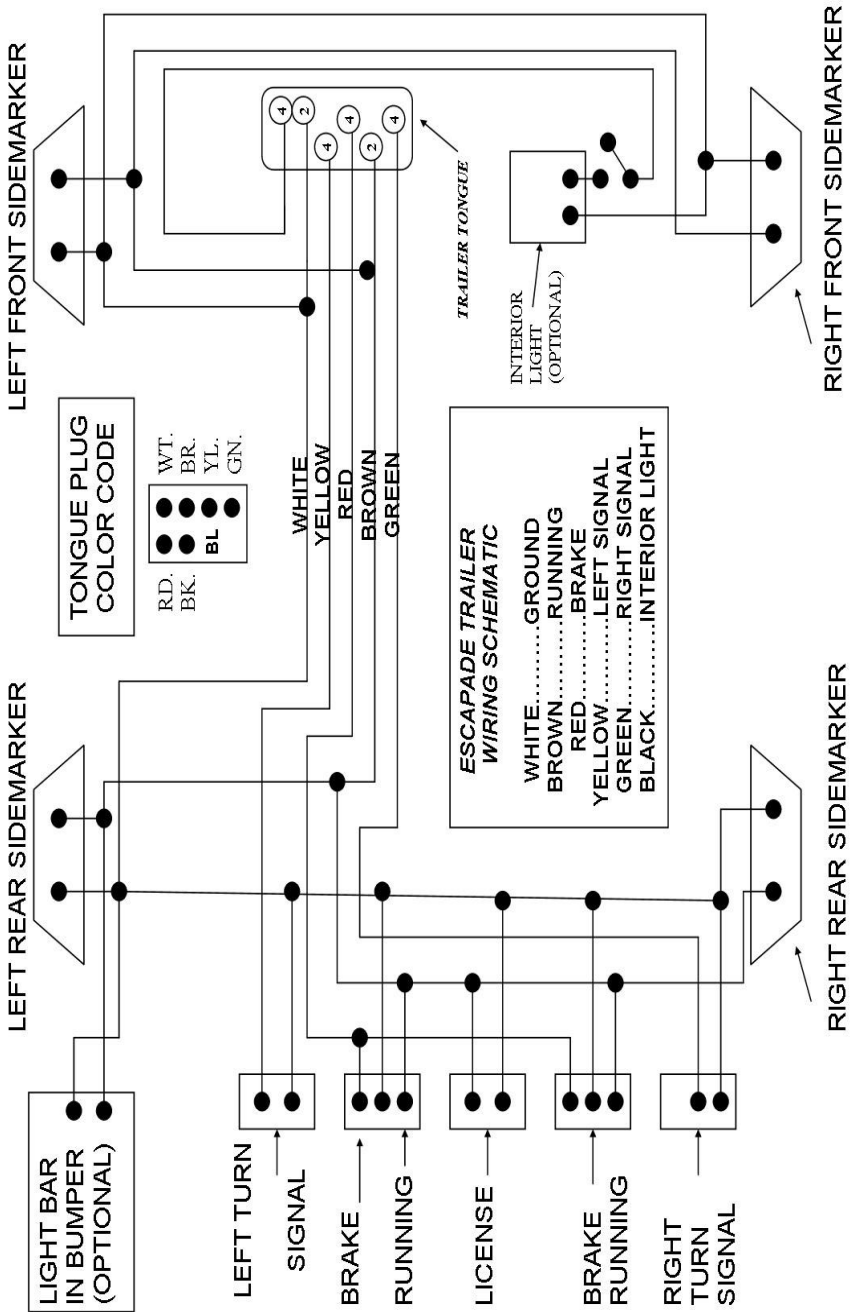 LEFT FRONT SIDEMARKER
LEFT REAR SIDEMARKER
LIGHT BAR
IN BUMPER
(OPTIONAL)
TONGUE PLUG
COLOR CODE
RD.
BK.
BL
WT.
BR.
YL.
GN.
4
2
4
4
2
4
TRAILER TONGUE
WHITE
YELLOW
RED
BROWN
GREEN
LEFT TURN
SIGNAL
BRAKE
RUNNING
LICENSE
BRAKE
RUNNING
RIGHT
TURN
SIGNAL
ESCAPADE TRAILER
WIRING SCHEMATIC
WHITE..........GROUND
BROWN..........RUNNING
RED..........BRAKE
YELLOW..........LEFT SIGNAL
GREEN..........RIGHT SIGNAL
BLACK..........INTERIOR LIGHT
INTERIOR
LIGHT
(OPTIONAL)
RIGHT REAR SIDEMARKER
RIGHT FRONT SIDEMARKER